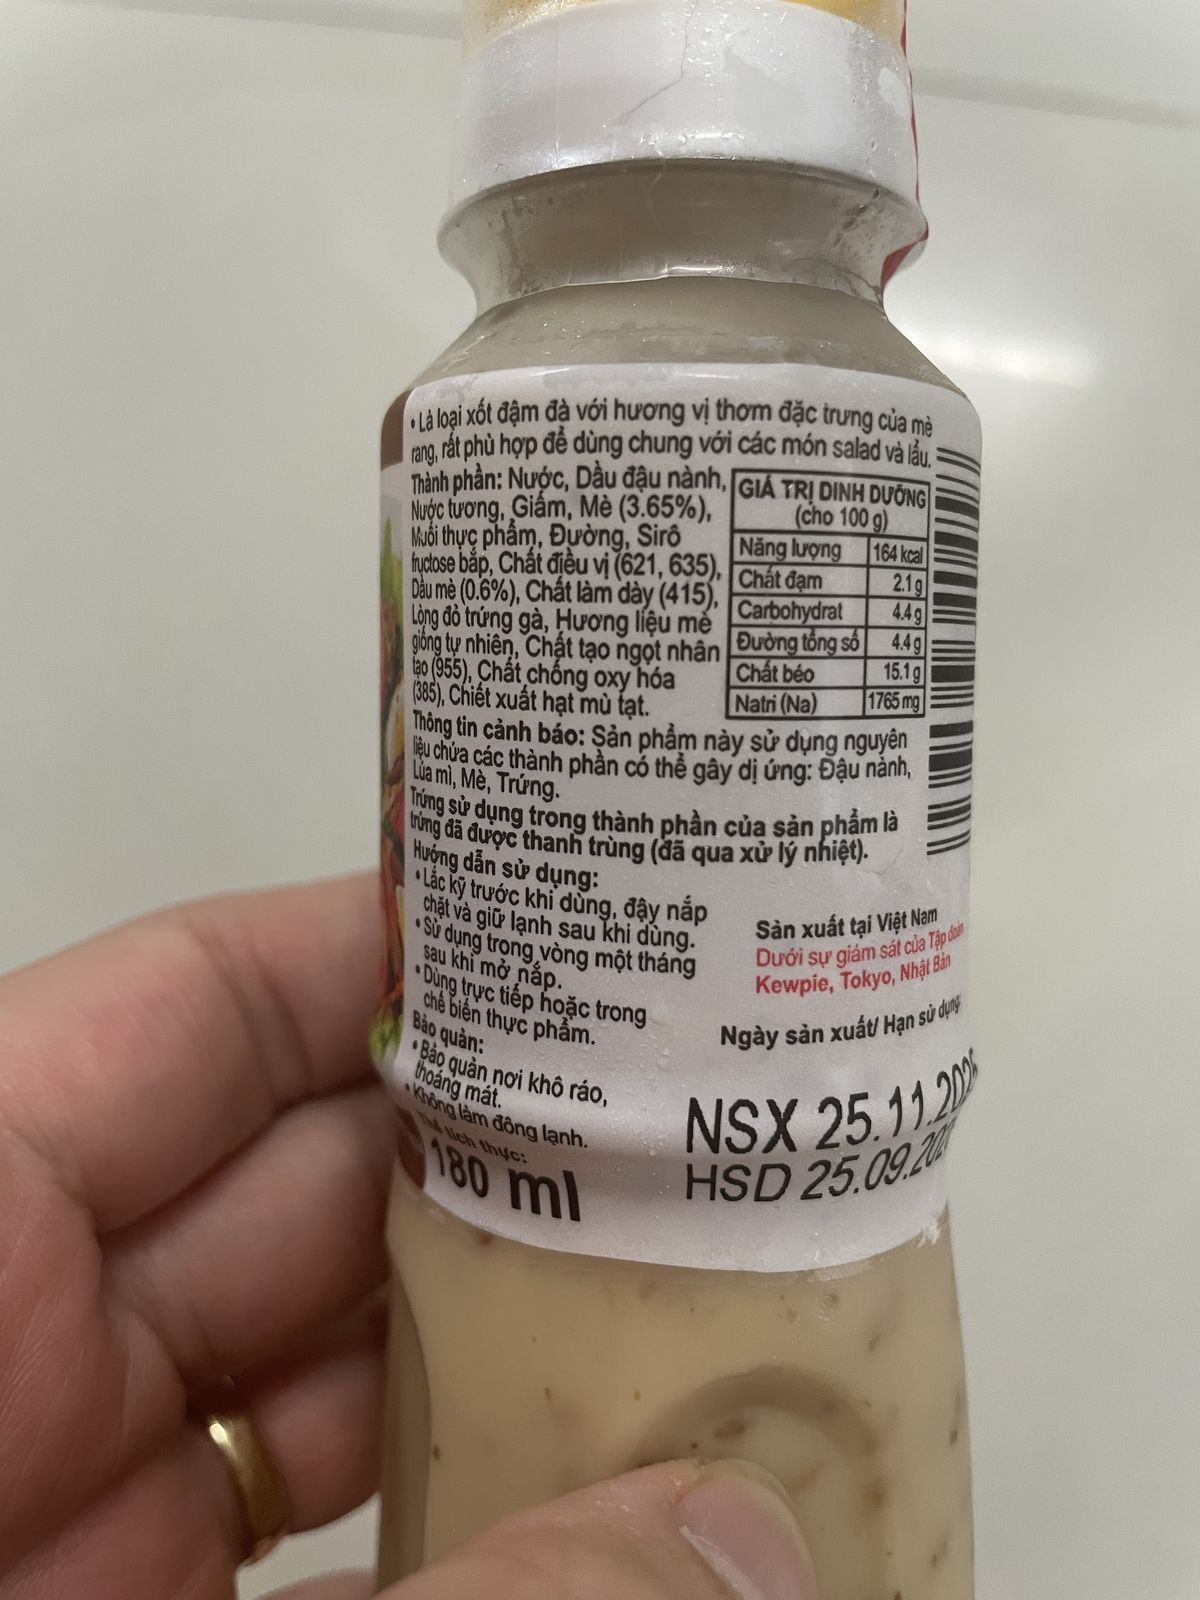 • Là loại xốt đậm đà với hương vị thơm đặc trưng của mè
rang, rất phù hợp để dùng chung với các món salad và lẩu.
Thành phần: Nước, Dầu đậu nành,
Nước tương, Giấm, Mè (3.65%),
Muối thực phẩm, Đường, Sirô
fructose bắp, Chất điều vị (621, 635),
Dầu mè (0.6%), Chất làm dày (415),
Lòng đỏ trứng gà, Hương liệu mè
giống tự nhiên, Chất tạo ngọt nhân
tạo (955), Chất chống oxy hóa
(385), Chiết xuất hạt mù tạt.
GIÁ TRỊ DINH DƯỠNG
(cho 100 g)
Năng lượng 164 kcal
Chất đạm 2.1 g
Carbohydrat 4.4 g
Đường tổng số 4.4 g
Chất béo 15.1 g
Natri (Na) 1765 mg
Thông tin cảnh báo: Sản phẩm này sử dụng nguyên
liệu chứa các thành phần có thể gây dị ứng: Đậu nành,
Lúa mì, Mè, Trứng.
Trứng sử dụng trong thành phần của sản phẩm là
trứng đã được thanh trùng (đã qua xử lý nhiệt).
Hướng dẫn sử dụng:
• Lắc kỹ trước khi dùng, đậy nắp
chặt và giữ lạnh sau khi dùng.
• Sử dụng trong vòng một tháng
sau khi mở nắp.
• Dùng trực tiếp hoặc trong
chế biến thực phẩm.
Bảo quản:
• Bảo quản nơi khô ráo,
thoáng mát.
• Không làm đông lạnh.
Thể tích thực:
180 ml
Sản xuất tại Việt Nam
Dưới sự giám sát của Tập đoàn
Kewpie, Tokyo, Nhật Bản
Ngày sản xuất/ Hạn sử dụng:
NSX 25.11.202
HSD 25.09.202